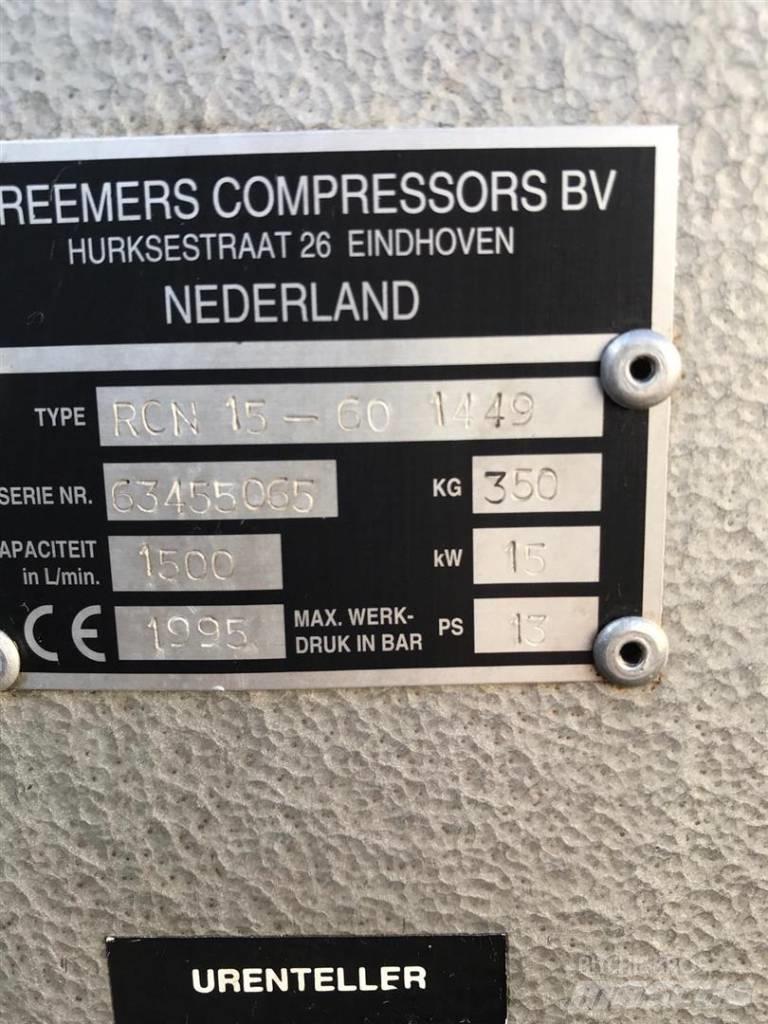 REEMERS COMPRESSORS BV
HURKSESTRAAT 26 EINDHOVEN
NEDERLAND
TYPE RCN 15-60 1449
SERIE NR. 63455065 KG 350
APACITEIT in L/min. 1500 kW 15
CE 1995 MAX. WERK-DRUK IN BAR PS 13
URENTELLER